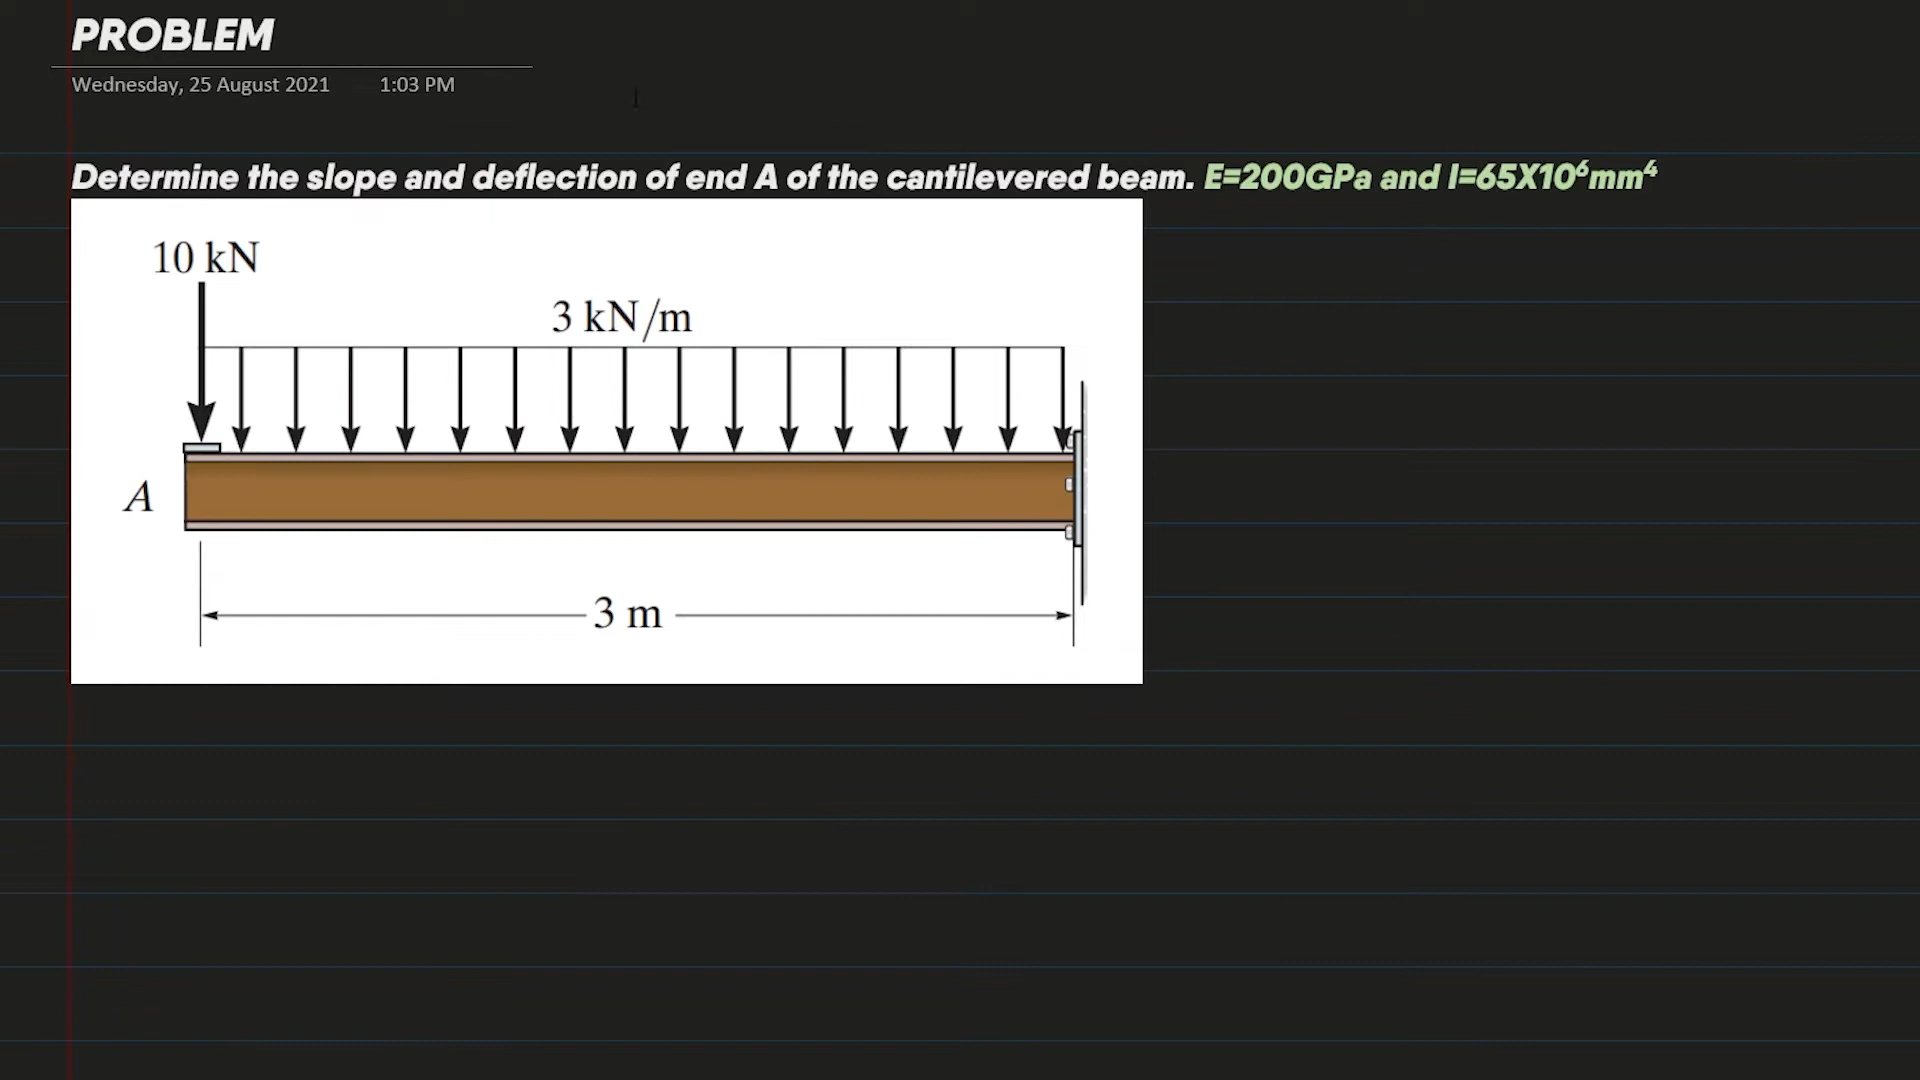 PROBLEM
Wednesday, 25 August 2021 1:03 PM
Determine the slope and deflection of end A of the cantilevered beam. E=200GPa and I=65X10⁶mm⁴
10 kN
3 kN/m
A
3 m